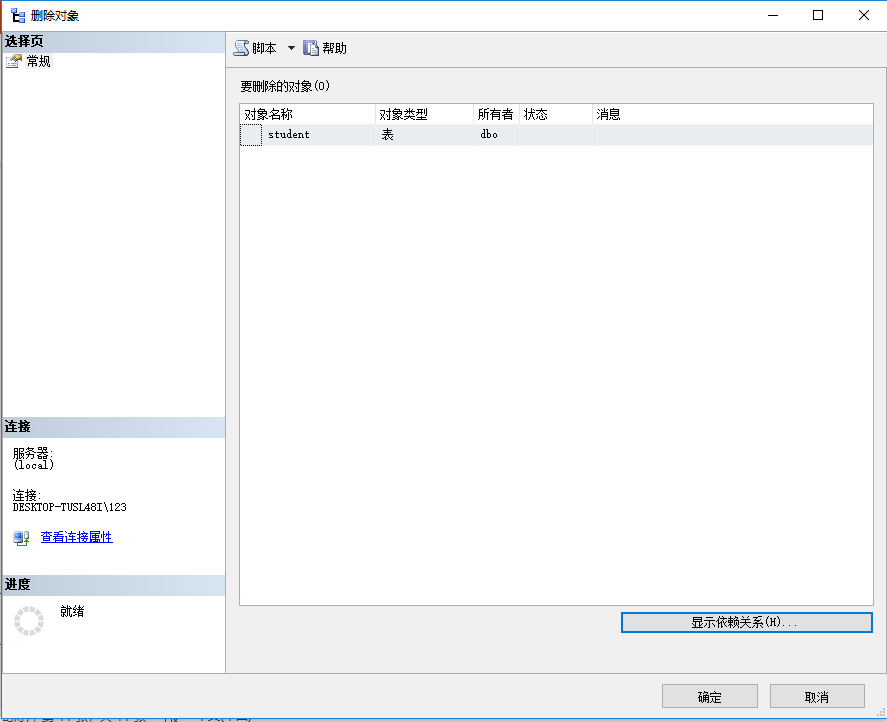 删除对象
选择页
常规
脚本
帮助
要删除的对象(O)
对象名称 对象类型 所有者 状态 消息
student 表 dbo
连接
服务器:
(local)
连接:
DESKTOP-TUSL48I\123
查看连接属性
进度
就绪
显示依赖关系(H)...
确定
取消